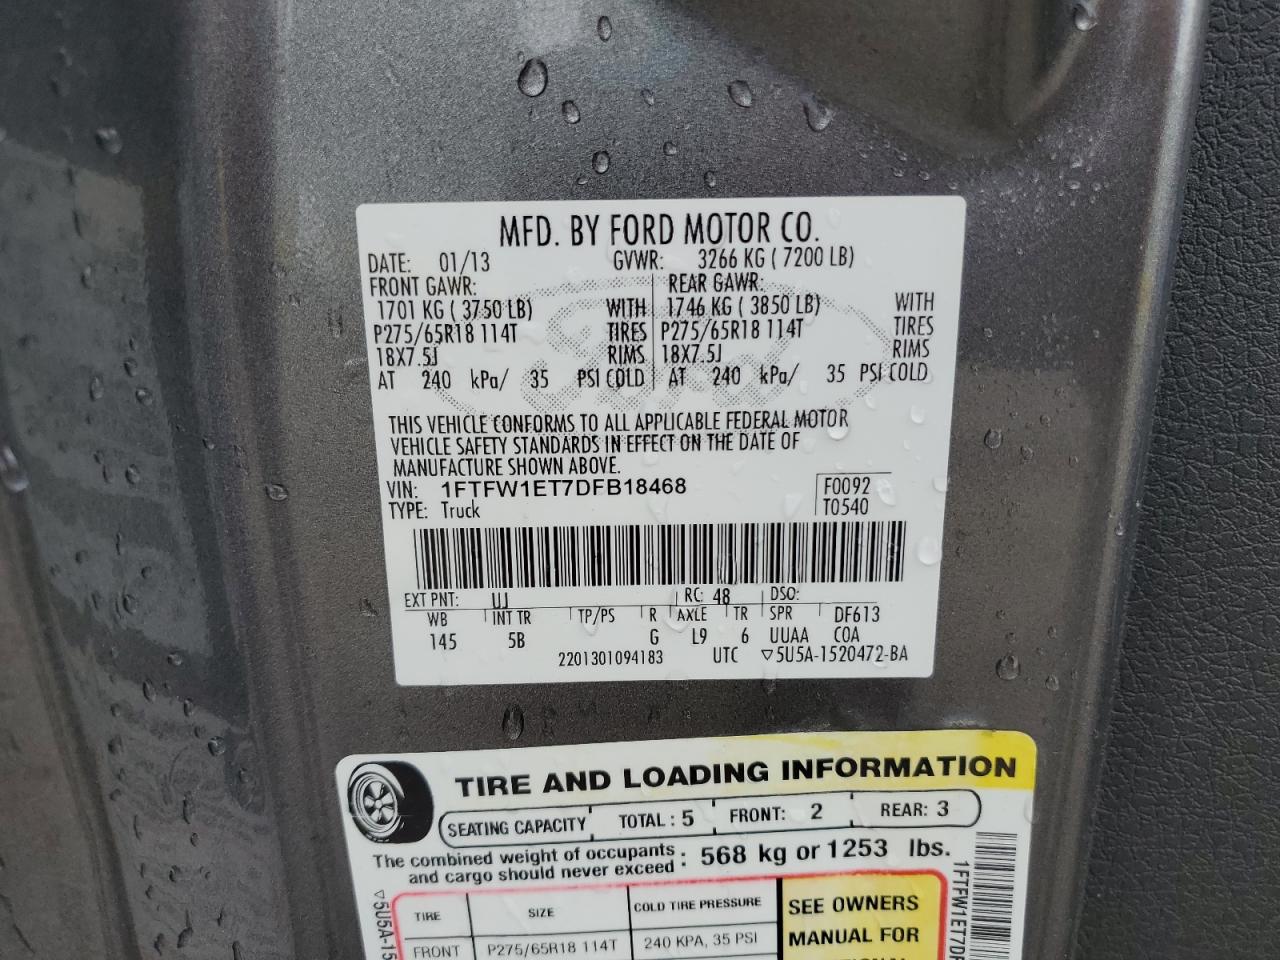 MFD. BY FORD MOTOR CO.
DATE: 01/13 GVWR: 3266 KG ( 7200 LB)
FRONT GAWR: REAR GAWR:
1701 KG ( 3750 LB) WITH 1746 KG ( 3850 LB) WITH
P275/65R18 114T TIRES P275/65R18 114T TIRES
18X7.5J RIMS 18X7.5J RIMS
AT 240 kPa/ 35 PSI COLD AT 240 kPa/ 35 PSI COLD
Ford
THIS VEHICLE CONFORMS TO ALL APPLICABLE FEDERAL MOTOR
VEHICLE SAFETY STANDARDS IN EFFECT ON THE DATE OF
MANUFACTURE SHOWN ABOVE.
VIN: 1FTFW1ET7DFB18468 F0092
TYPE: Truck T0540
EXT PNT: UJ RC: 48 DSO:
WB INT TR TP/PS R AXLE TR SPR DF613
145 5B G L9 6 UUAA COA
2201301094183 UTC ▽5U5A-1520472-BA
TIRE AND LOADING INFORMATION
SEATING CAPACITY TOTAL : 5 FRONT: 2 REAR: 3
The combined weight of occupants
and cargo should never exceed : 568 kg or 1253 lbs.
TIRE SIZE COLD TIRE PRESSURE SEE OWNERS
FRONT P275/65R18 114T 240 KPA, 35 PSI MANUAL FOR
▽5U5A-15
1FTFW1ET7DF